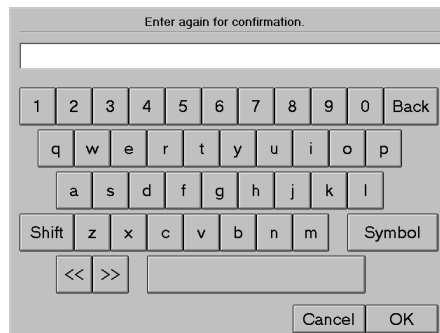 Enter again for confirmation.
1 2 3 4 5 6 7 8 9 0 Back
q w e r t y u i o p
a s d f g h j k l
Shift z x c v b n m Symbol
<< >>
Cancel OK